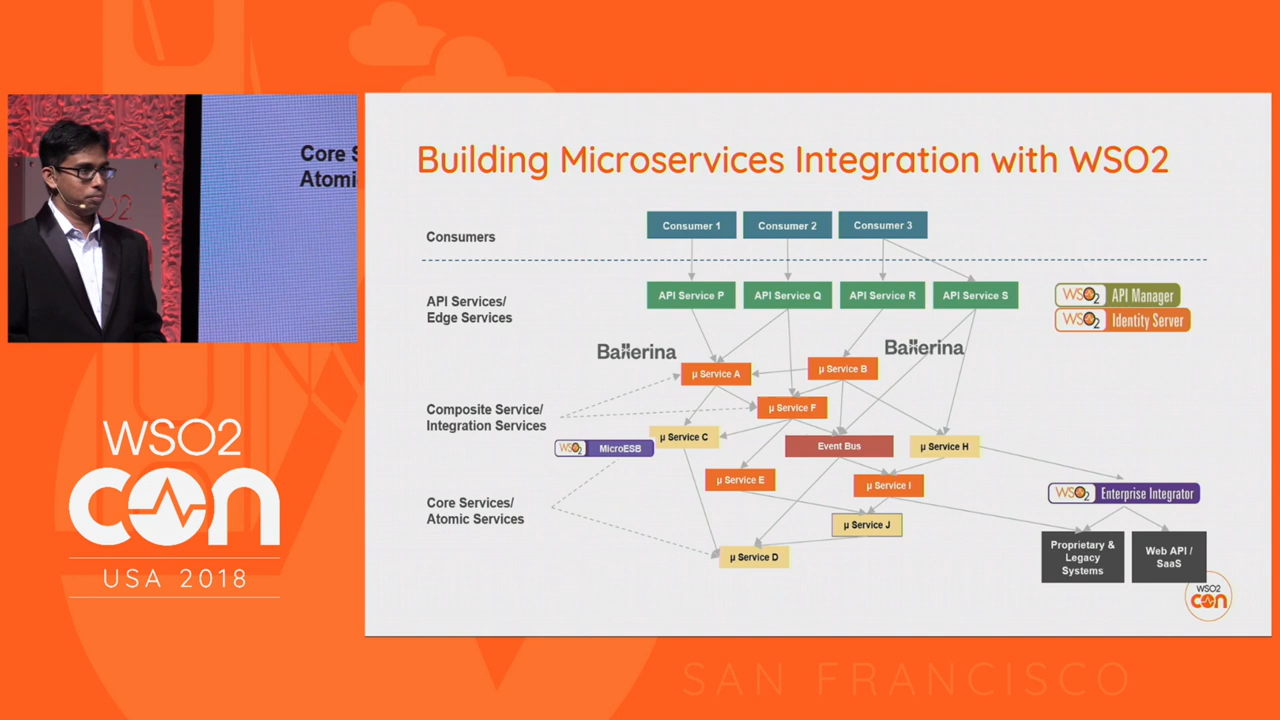 Core S
Atomi
WSO2
CON
USA 2018
Building Microservices Integration with WSO2
Consumers
Consumer 1
Consumer 2
Consumer 3
API Services/
Edge Services
API Service P
API Service Q
API Service R
API Service S
WSO2 API Manager
WSO2 Identity Server
Ballerina
Ballerina
µ Service A
µ Service B
Composite Service/
Integration Services
µ Service F
µ Service C
Event Bus
µ Service H
WSO2 MicroESB
Core Services/
Atomic Services
µ Service E
µ Service I
WSO2 Enterprise Integrator
µ Service J
µ Service D
Proprietary &
Legacy
Systems
Web API /
SaaS
WSO2
CON
SAN FRANCISCO